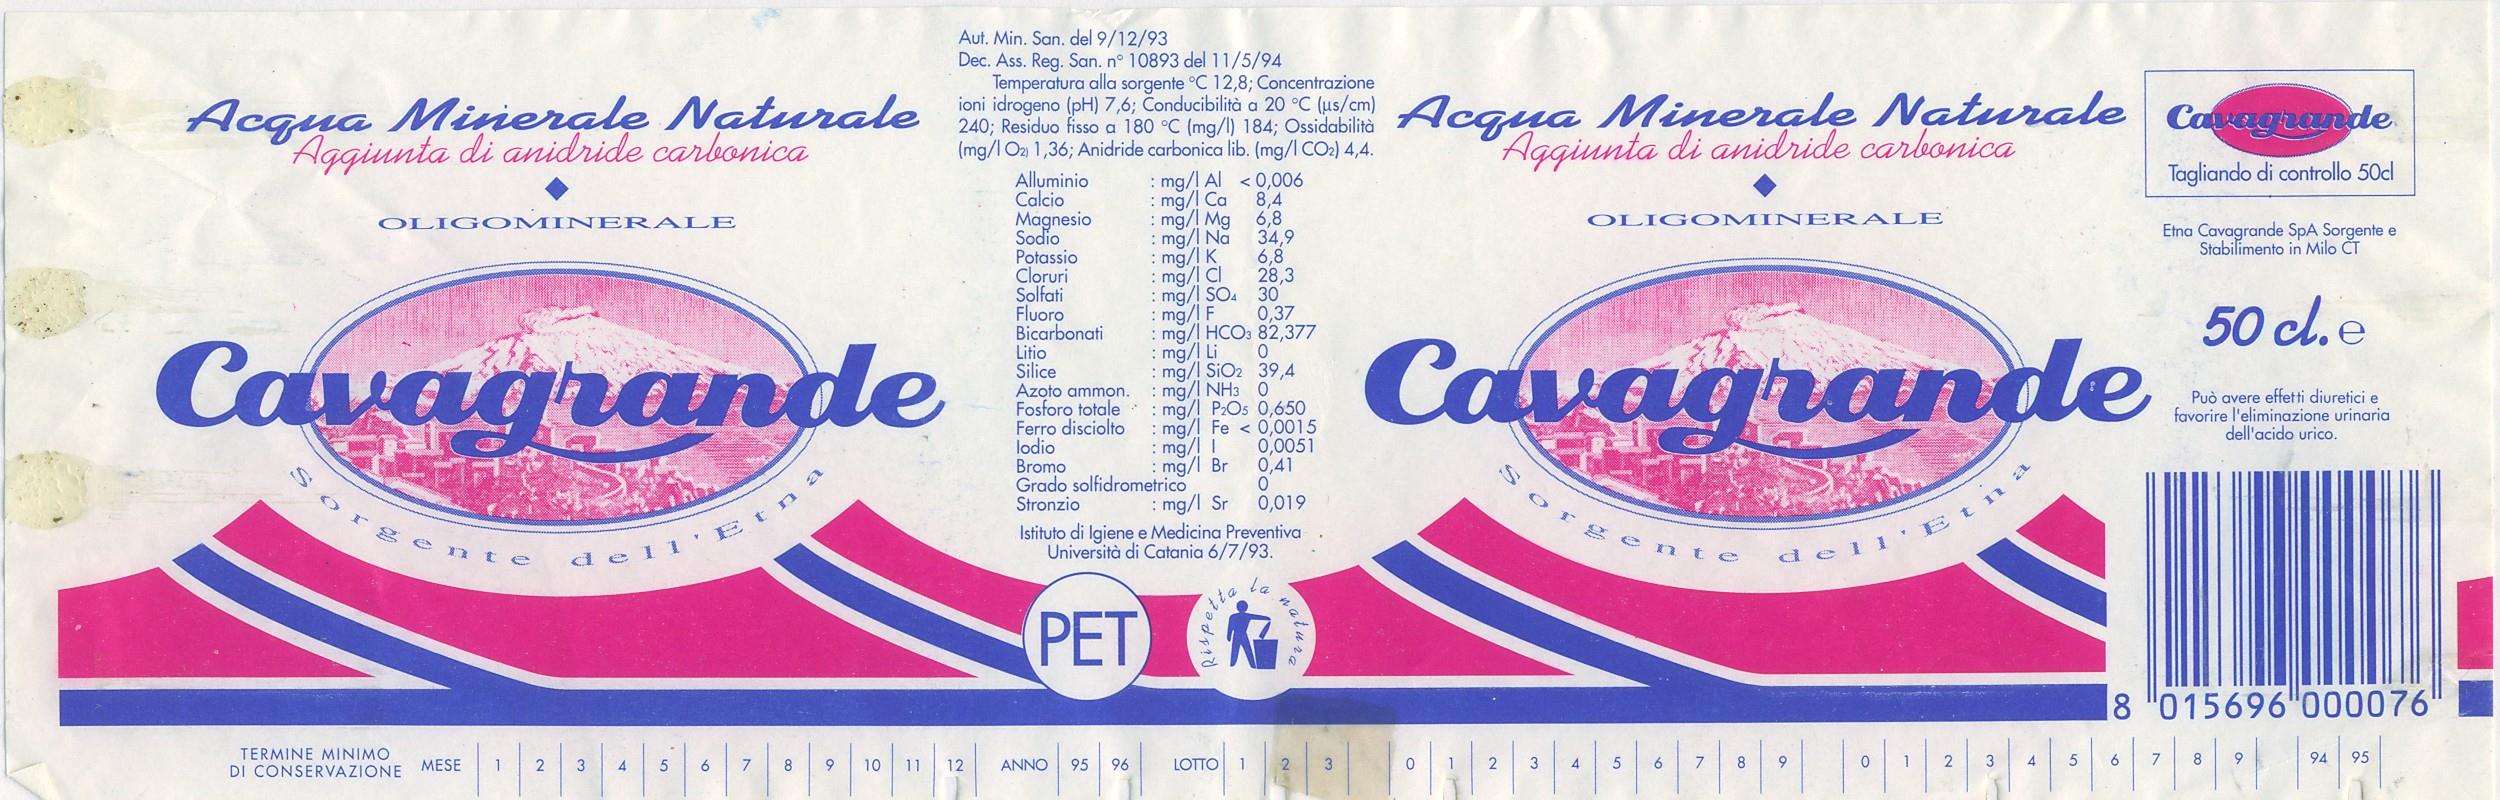 Acqua Minerale Naturale
Aggiunta di anidride carbonica
OLIGOMINERALE
Cavagrande
Sorgente dell'Etna
Aut. Min. San. del 9/12/93
Dec. Ass. Reg. San. n° 10893 del 11/5/94
Temperatura alla sorgente °C 12,8; Concentrazione
ioni idrogeno (pH) 7,6; Conducibilità a 20 °C (µs/cm)
240; Residuo fisso a 180 °C (mg/l) 184; Ossidabilità
(mg/l O2) 1,36; Anidride carbonica lib. (mg/l CO2) 4,4.
Alluminio : mg/l Al < 0,006
Calcio : mg/l Ca 8,4
Magnesio : mg/l Mg 6,8
Sodio : mg/l Na 34,9
Potassio : mg/l K 6,8
Cloruri : mg/l Cl 28,3
Solfati : mg/l SO4 30
Fluoro : mg/l F 0,37
Bicarbonati : mg/l HCO3 82,377
Litio : mg/l Li 0
Silice : mg/l SiO2 39,4
Azoto ammon. : mg/l NH3 0
Fosforo totale : mg/l P2O5 0,650
Ferro disciolto : mg/l Fe < 0,0015
Iodio : mg/l I 0,0051
Bromo : mg/l Br 0,41
Grado solfidrometrico 0
Stronzio : mg/l Sr 0,019
Istituto di Igiene e Medicina Preventiva
Università di Catania 6/7/93.
PET
Rispetta la natura
Acqua Minerale Naturale
Aggiunta di anidride carbonica
OLIGOMINERALE
Cavagrande
Sorgente dell'Etna
Cavagrande
Tagliando di controllo 50cl
Etna Cavagrande SpA Sorgente e
Stabilimento in Milo CT
50 cl. e
Può avere effetti diuretici e
favorire l'eliminazione urinaria
dell'acido urico.
8 015696 000076
TERMINE MINIMO
DI CONSERVAZIONE
MESE 1 2 3 4 5 6 7 8 9 10 11 12 ANNO 95 96 LOTTO 1 2 3 0 1 2 3 4 5 6 7 8 9 0 1 2 3 4 5 6 7 8 9 94 95